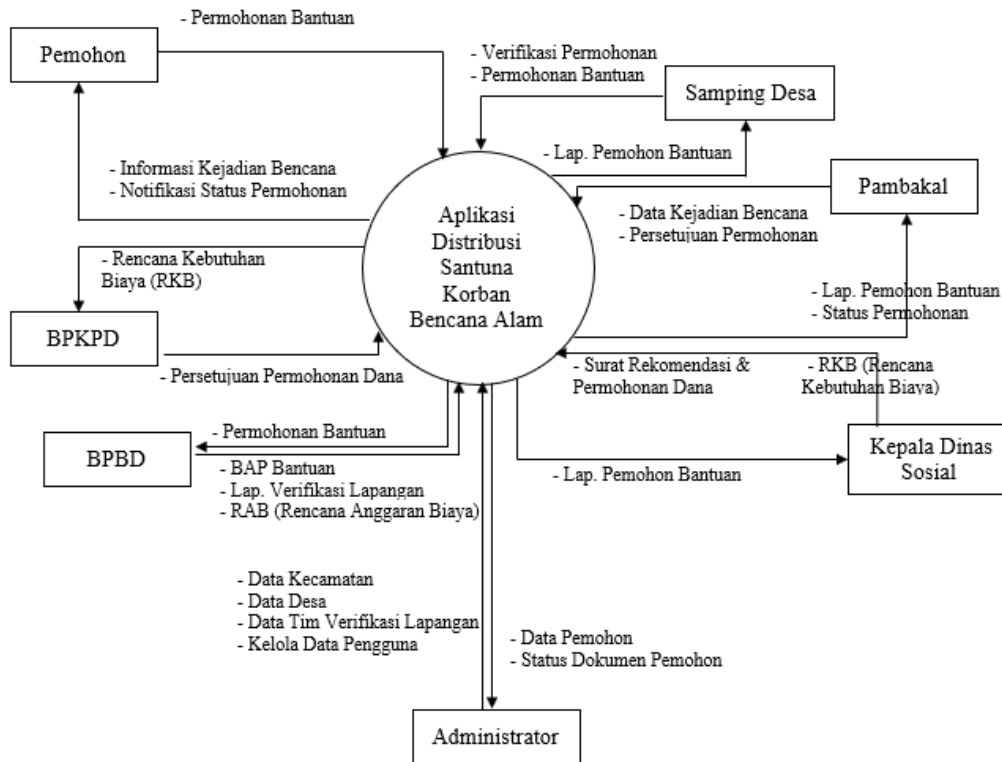 - Permohonan Bantuan
Pemohon
- Verifikasi Permohonan
- Permohonan Bantuan
Samping Desa
- Informasi Kejadian Bencana
- Notifikasi Status Permohonan
- Lap. Pemohon Bantuan
Pambakal
- Data Kejadian Bencana
- Persetujuan Permohonan
Aplikasi
Distribusi
Santuna
Korban
Bencana Alam
- Rencana Kebutuhan
Biaya (RKB)
- Lap. Pemohon Bantuan
- Status Permohonan
BPKPD
- Persetujuan Permohonan Dana
- Surat Rekomendasi &
Permohonan Dana
- RKB (Rencana
Kebutuhan Biaya)
BPBD
- Permohonan Bantuan
- BAP Bantuan
- Lap. Verifikasi Lapangan
- RAB (Rencana Anggaran Biaya)
- Lap. Pemohon Bantuan
Kepala Dinas
Sosial
- Data Kecamatan
- Data Desa
- Data Tim Verifikasi Lapangan
- Kelola Data Pengguna
- Data Pemohon
- Status Dokumen Pemohon
Administrator